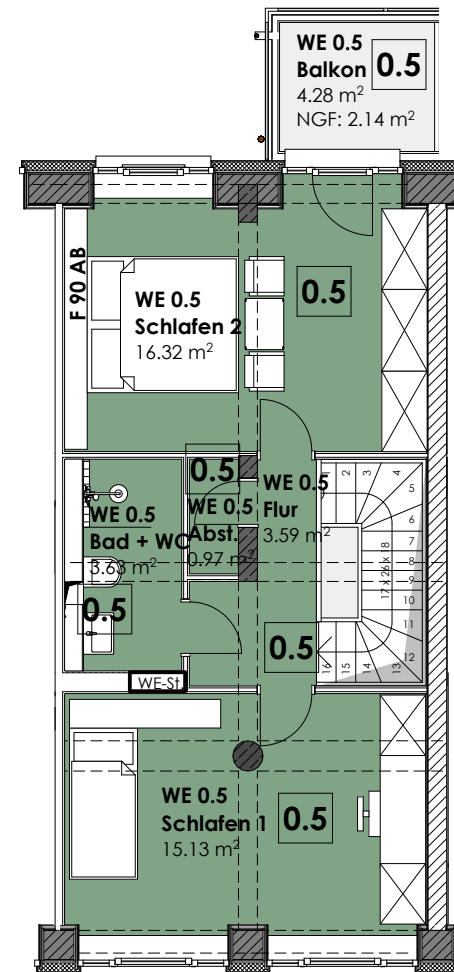 WE 0.5
Balkon
4.28 m²
NGF: 2.14 m²
0.5
F 90 AB
WE 0.5
Schlafen 2
16.32 m²
0.5
0.5
WE 0.5
Abst.
0.97 m²
WE 0.5
Flur
3.59 m²
0.5
WE 0.5
Bad + WC
3.63 m²
0.5
1
2
3
4
5
6
7
8
9
10
11
12
13
14
15
16
17 x 26 x 18
WE-St.
WE 0.5
Schlafen 1
15.13 m²
0.5